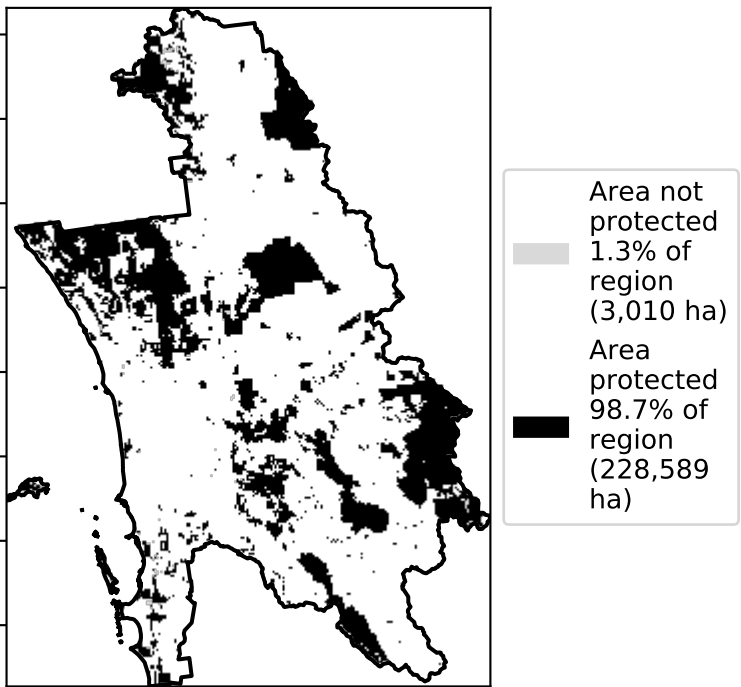 Area not
protected
1.3% of
region
(3,010 ha)
Area
protected
98.7% of
region
(228,589
ha)